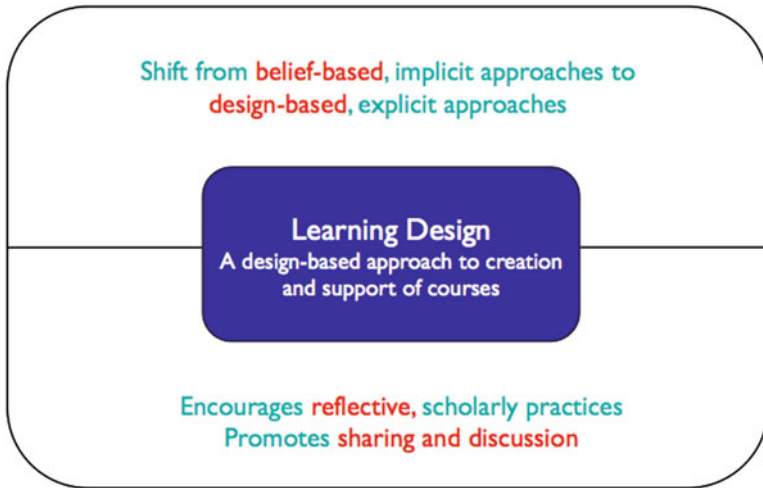 Shift from belief-based, implicit approaches to
design-based, explicit approaches
Learning Design
A design-based approach to creation
and support of courses
Encourages reflective, scholarly practices
Promotes sharing and discussion